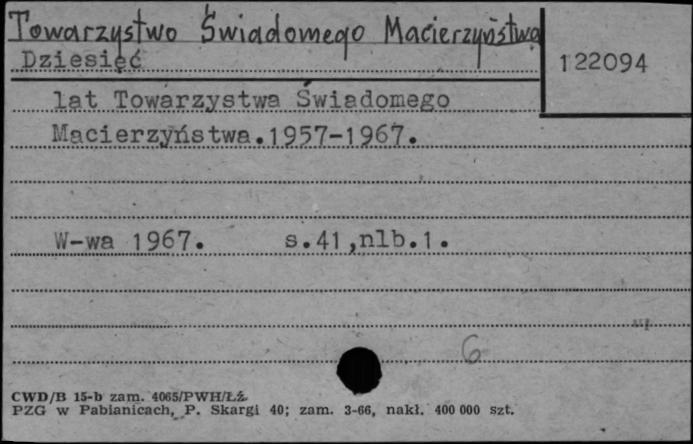 Towarzystwo Świadomego Macierzyństwa
Dziesięć
122094
lat Towarzystwa Świadomego
Macierzyństwa.1957-1967.
W-wa 1967. s.41,nlb.1.
6
CWD/B 15-b zam. 4065/PWH/Łź.
PZG w Pabianicach, P. Skargi 40; zam. 3-66, nakł. 400 000 szt.